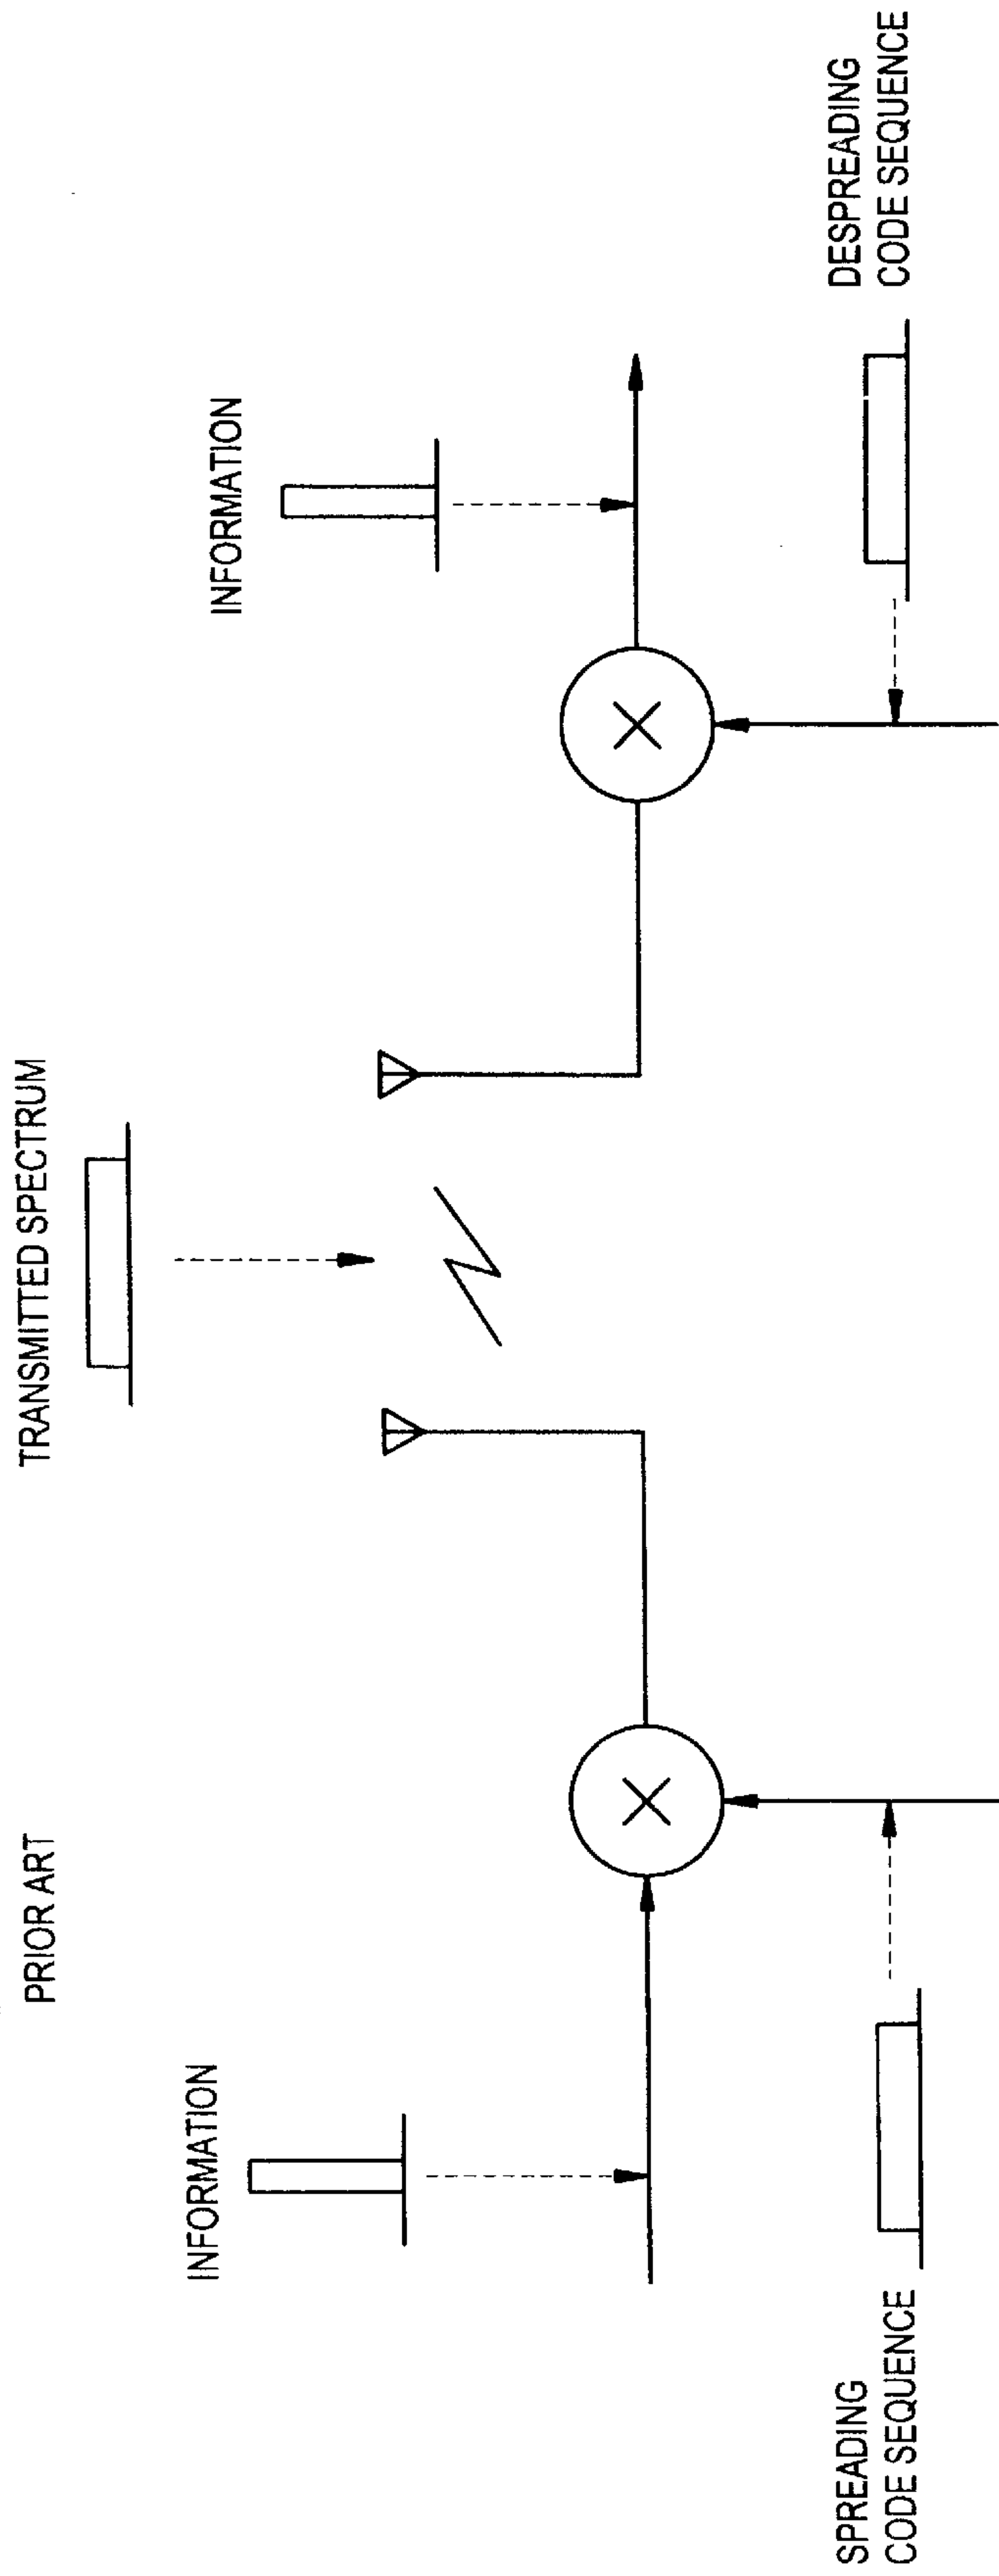 PRIOR ART
TRANSMITTED SPECTRUM
INFORMATION
INFORMATION
SPREADING
CODE SEQUENCE
DESPREADING
CODE SEQUENCE